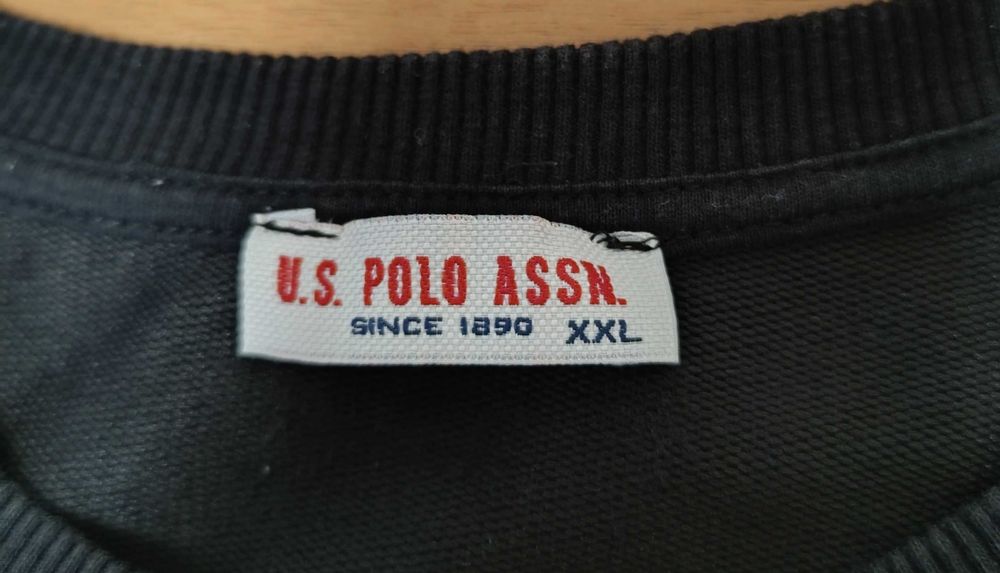 U.S. POLO ASSN.
SINCE 1890 XXL